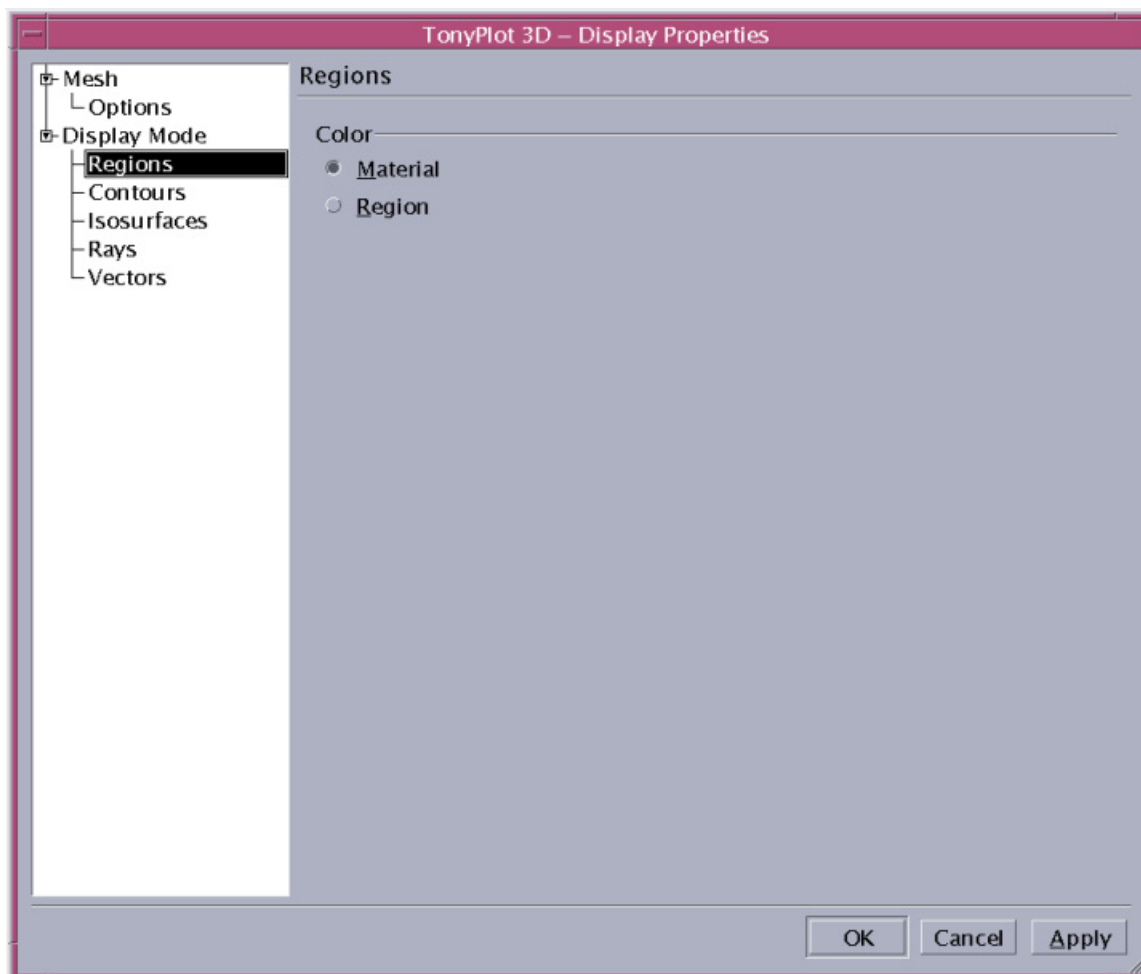 TonyPlot 3D – Display Properties
Mesh
Options
Display Mode
Regions
Contours
Isosurfaces
Rays
Vectors
Regions
Color
Material
Region
OK
Cancel
Apply